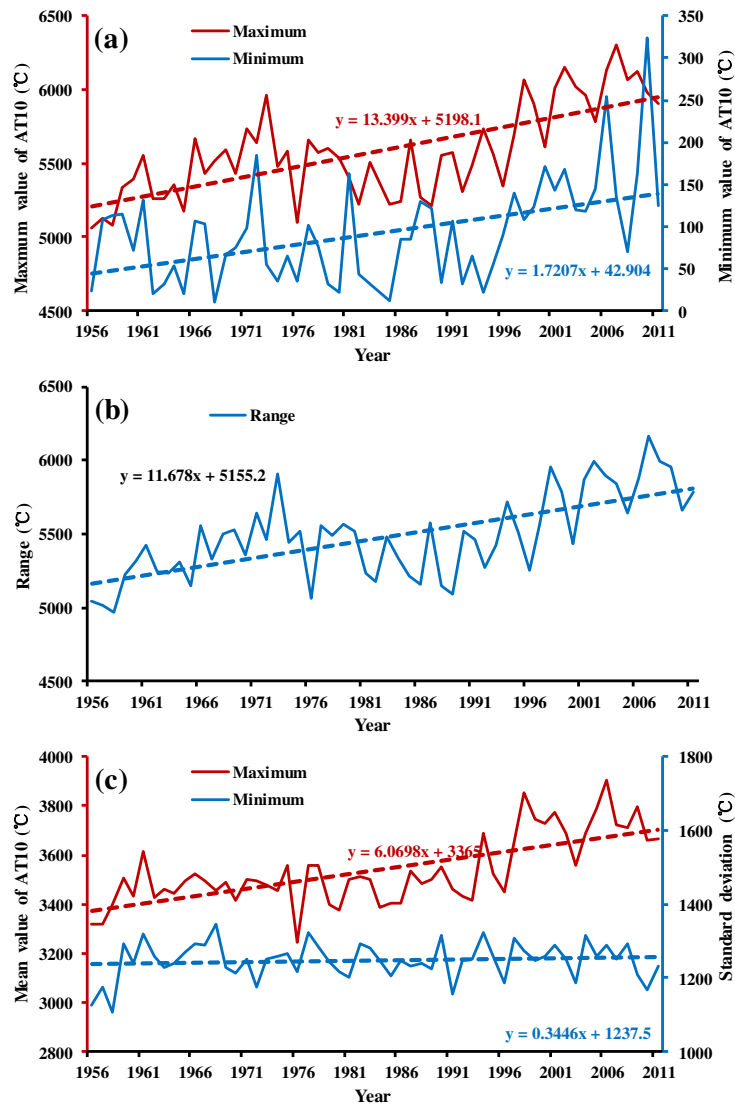 (a)
Maximum
Minimum
y = 13.399x + 5198.1
y = 1.7207x + 42.904
6500
6000
5500
5000
4500
350
300
250
200
150
100
50
0
Maxmum value of AT10 (℃)
Minimum value of AT10 (℃)
1956 1961 1966 1971 1976 1981 1986 1991 1996 2001 2006 2011
Year
(b)
Range
y = 11.678x + 5155.2
6500
6000
5500
5000
4500
Range (℃)
1956 1961 1966 1971 1976 1981 1986 1991 1996 2001 2006 2011
Year
(c)
Maximum
Minimum
y = 6.0698x + 3365
y = 0.3446x + 1237.5
4000
3800
3600
3400
3200
3000
2800
1800
1600
1400
1200
1000
Mean value of AT10 (℃)
Standard deviation (℃)
1956 1961 1966 1971 1976 1981 1986 1991 1996 2001 2006 2011
Year